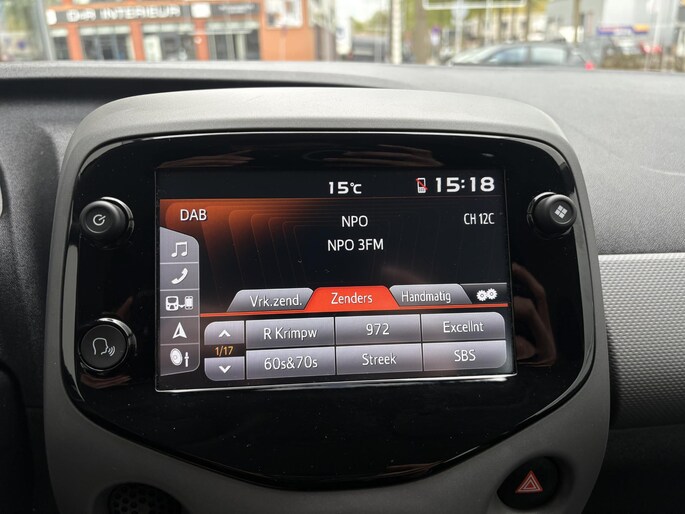 INTERIEUR
15°C 15:18
DAB NPO CH 12C
NPO 3FM
Vrk.zend. Zenders Handmatig
1/17 R Krimpw 972 Excellnt
60s&70s Streek SBS